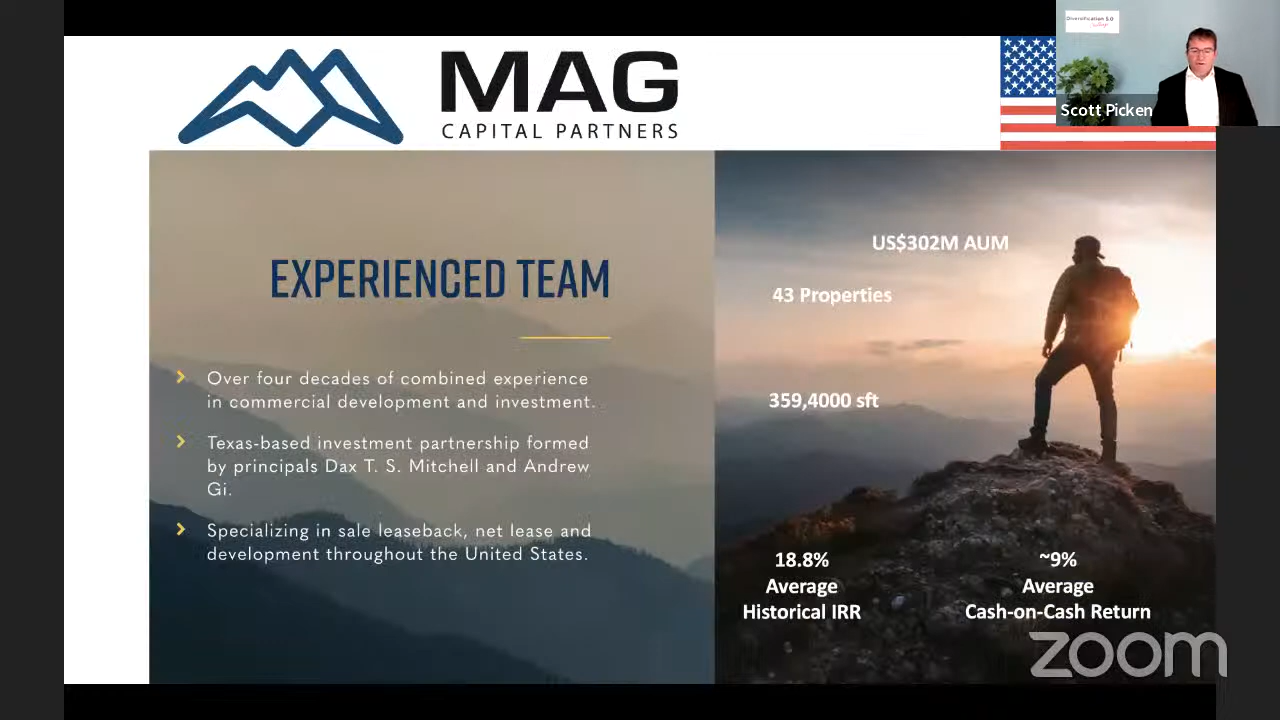 MAG
CAPITAL PARTNERS
Diversification 5.0
Scott Picken
EXPERIENCED TEAM
Over four decades of combined experience
in commercial development and investment.
Texas-based investment partnership formed
by principals Dax T. S. Mitchell and Andrew
Gi.
Specializing in sale leaseback, net lease and
development throughout the United States.
US$302M AUM
43 Properties
359,4000 sft
18.8%
Average
Historical IRR
~9%
Average
Cash-on-Cash Return
zoom